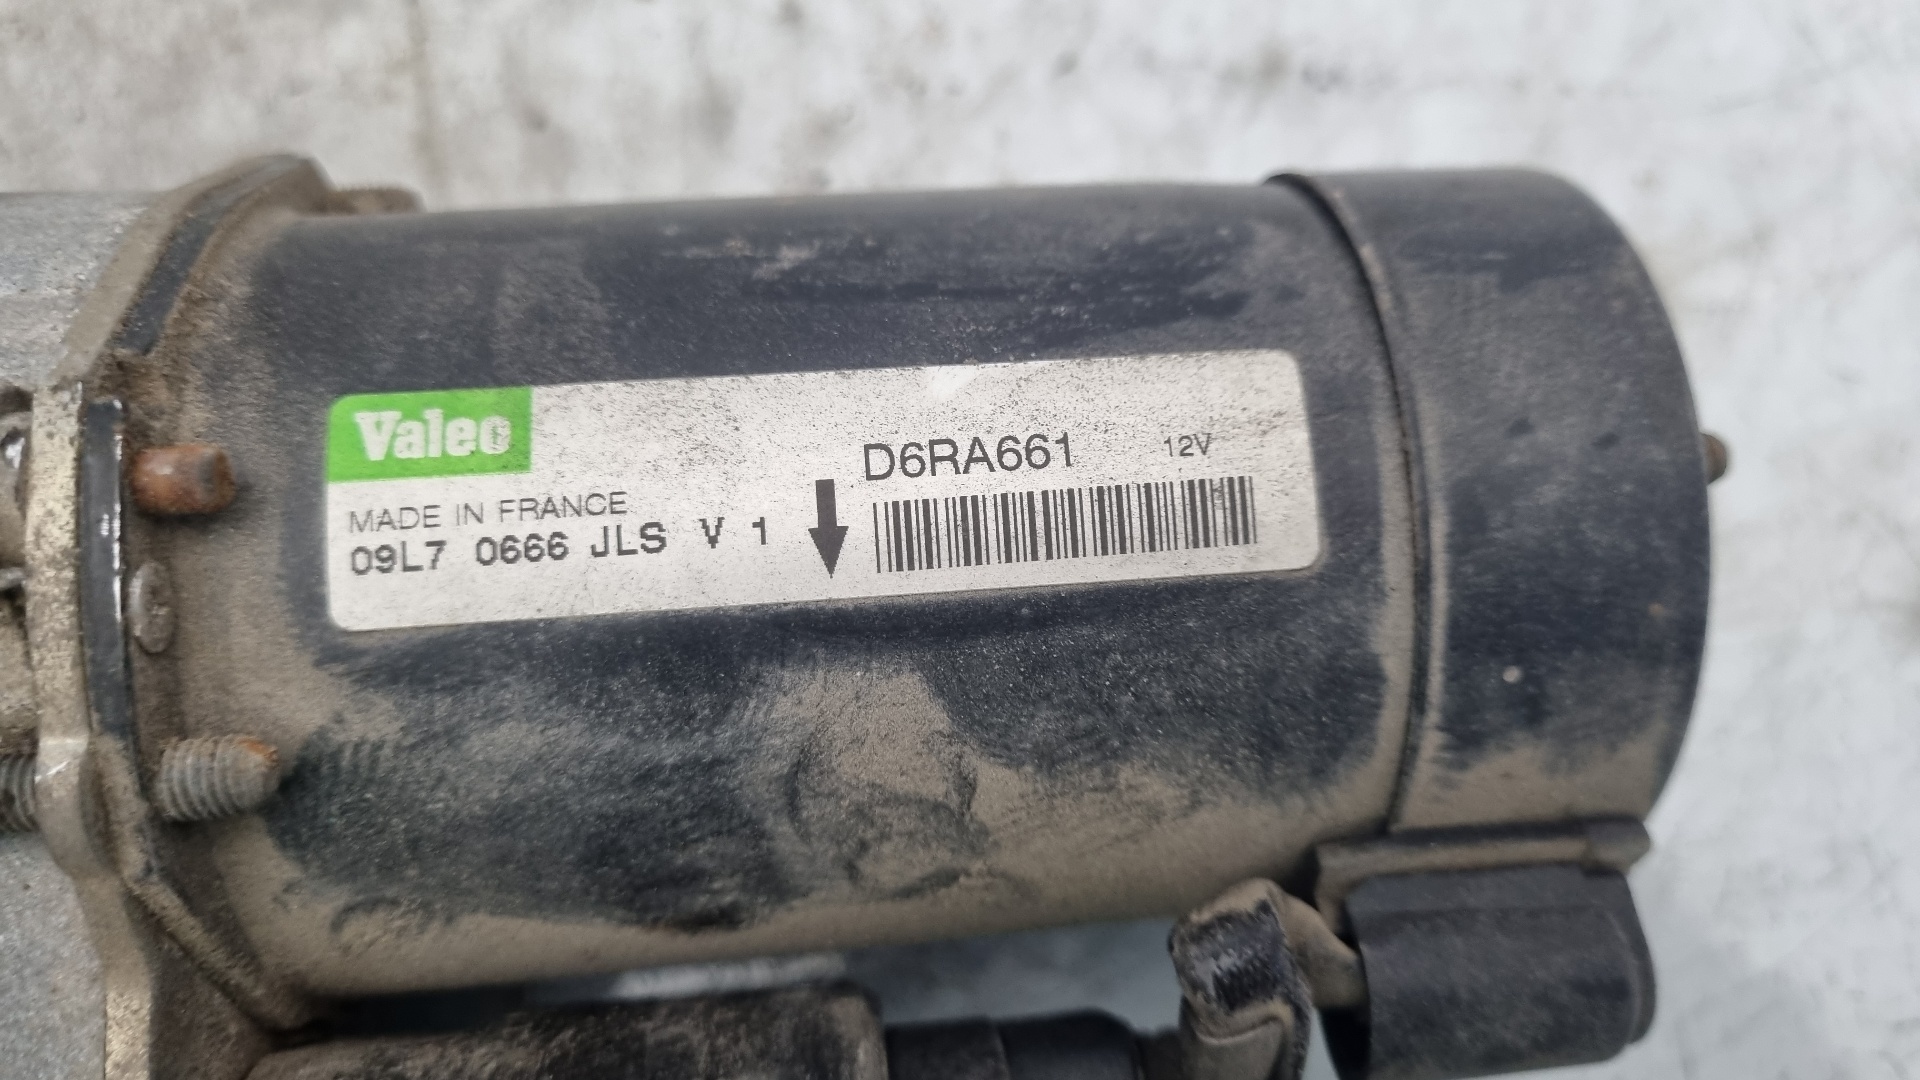 Valeo
D6RA661 12V
MADE IN FRANCE
09L7 0666 JLS V 1